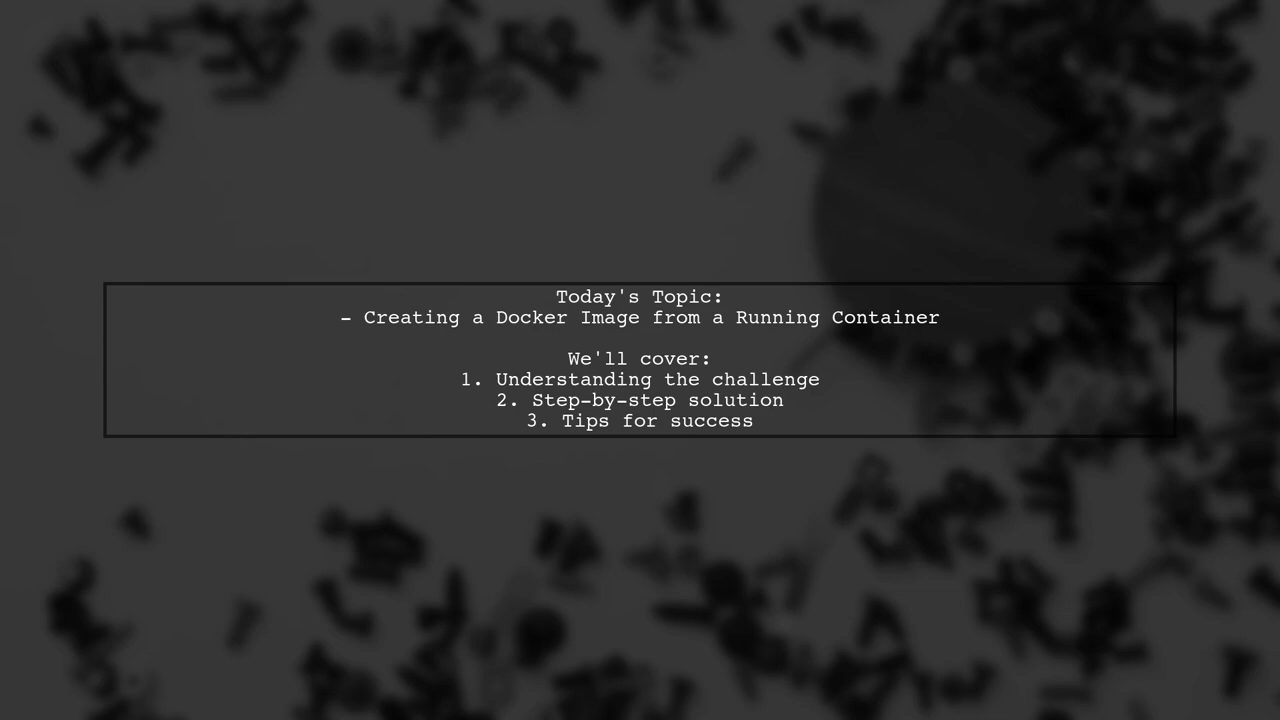 Today's Topic:
- Creating a Docker Image from a Running Container
We'll cover:
1. Understanding the challenge
2. Step-by-step solution
3. Tips for success